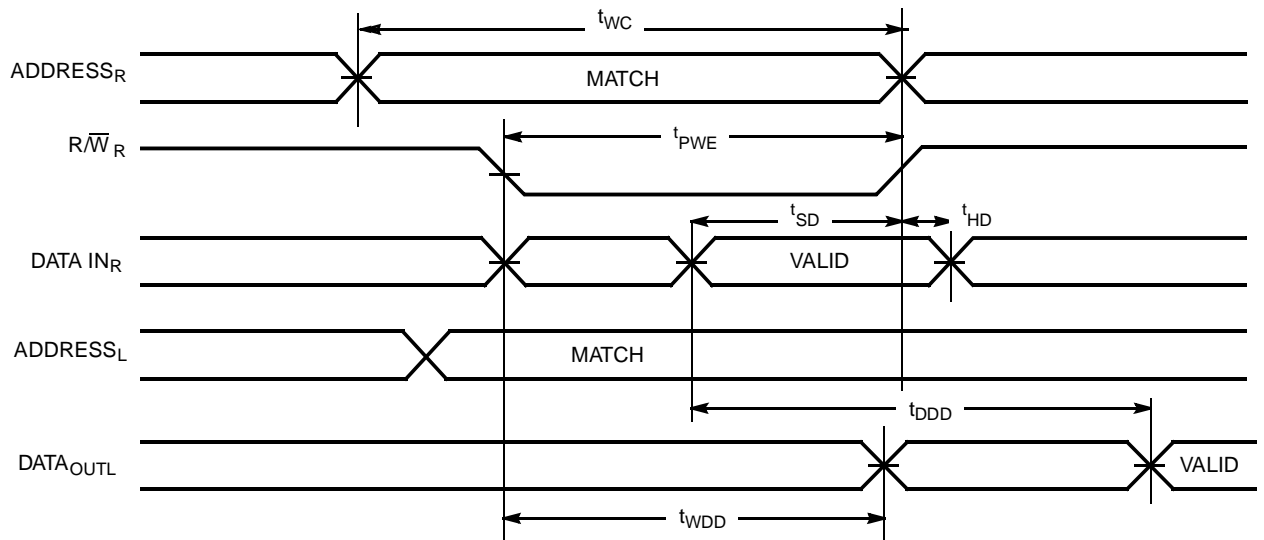 tWC
ADDRESSR MATCH
R/W̅ R tPWE
tSD tHD
DATA INR VALID
ADDRESSL MATCH
tDDD
DATAOUTL VALID
tWDD